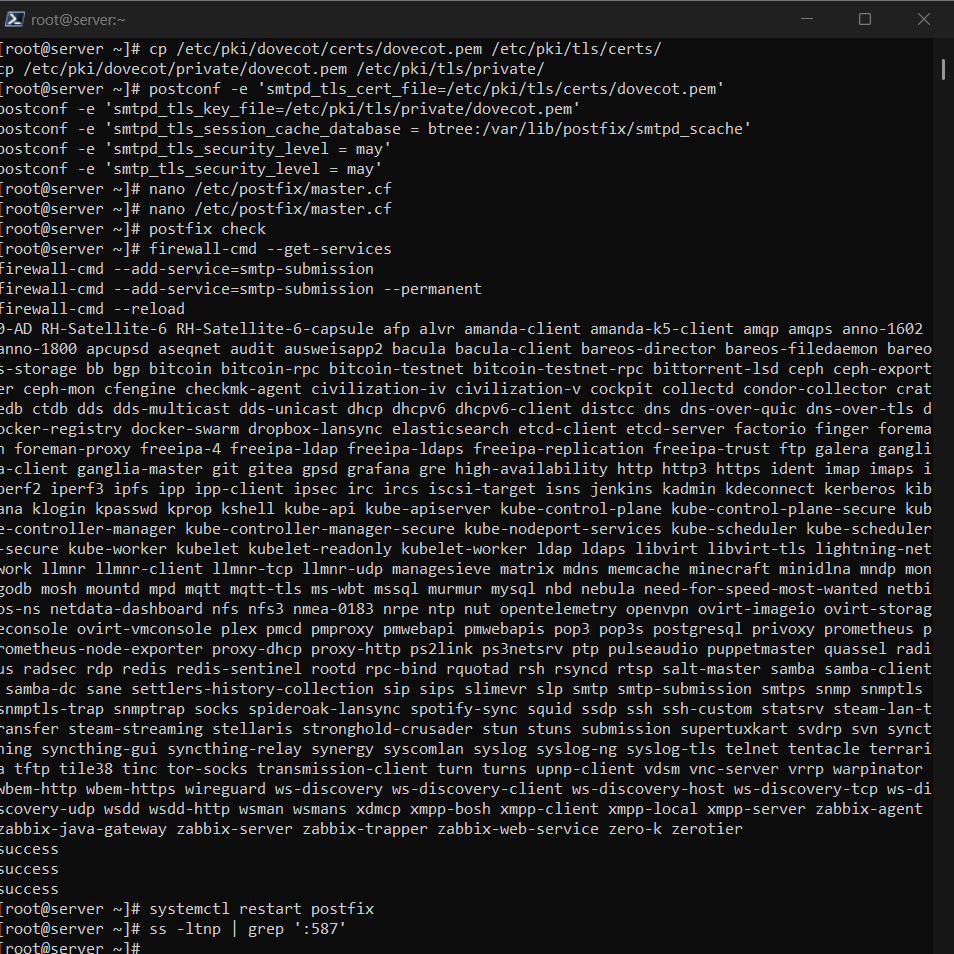 root@server:~
[root@server ~]# cp /etc/pki/dovecot/certs/dovecot.pem /etc/pki/tls/certs/
cp /etc/pki/dovecot/private/dovecot.pem /etc/pki/tls/private/
[root@server ~]# postconf -e 'smtpd_tls_cert_file=/etc/pki/tls/certs/dovecot.pem'
postconf -e 'smtpd_tls_key_file=/etc/pki/tls/private/dovecot.pem'
postconf -e 'smtpd_tls_session_cache_database = btree:/var/lib/postfix/smtpd_scache'
postconf -e 'smtpd_tls_security_level = may'
postconf -e 'smtp_tls_security_level = may'
[root@server ~]# nano /etc/postfix/master.cf
[root@server ~]# nano /etc/postfix/master.cf
[root@server ~]# postfix check
[root@server ~]# firewall-cmd --get-services
firewall-cmd --add-service=smtp-submission
firewall-cmd --add-service=smtp-submission --permanent
firewall-cmd --reload
0-AD RH-Satellite-6 RH-Satellite-6-capsule afp alvr amanda-client amanda-k5-client amqp amqps anno-1602
anno-1800 apcupsd aseqnet audit ausweisapp2 bacula bacula-client bareos-director bareos-filedaemon bareo
s-storage bb bgp bitcoin bitcoin-rpc bitcoin-testnet bitcoin-testnet-rpc bittorrent-lsd ceph ceph-export
er ceph-mon cfengine checkmk-agent civilization-iv civilization-v cockpit collectd condor-collector crat
edb ctdb dds dds-multicast dds-unicast dhcp dhcpv6 dhcpv6-client distcc dns dns-over-quic dns-over-tls d
ocker-registry docker-swarm dropbox-lansync elasticsearch etcd-client etcd-server factorio finger forema
n foreman-proxy freeipa-4 freeipa-ldap freeipa-ldaps freeipa-replication freeipa-trust ftp galera gangli
a-client ganglia-master git gitea gpsd grafana gre high-availability http http3 https ident imap imaps i
perf2 iperf3 ipfs ipp ipp-client ipsec irc ircs iscsi-target isns jenkins kadmin kdeconnect kerberos kib
ana klogin kpasswd kprop kshell kube-api kube-apiserver kube-control-plane kube-control-plane-secure kub
e-controller-manager kube-controller-manager-secure kube-nodeport-services kube-scheduler kube-scheduler
-secure kube-worker kubelet kubelet-readonly kubelet-worker ldap ldaps libvirt libvirt-tls lightning-net
work llmnr llmnr-client llmnr-tcp llmnr-udp managesieve matrix mdns memcache minecraft minidlna mndp mon
godb mosh mountd mpd mqtt mqtt-tls ms-wbt mssql murmur mysql nbd nebula need-for-speed-most-wanted netbi
os-ns netdata-dashboard nfs nfs3 nmea-0183 nrpe ntp nut opentelemetry openvpn ovirt-imageio ovirt-storag
econsole ovirt-vmconsole plex pmcd pmproxy pmwebapi pmwebapis pop3 pop3s postgresql privoxy prometheus p
rometheus-node-exporter proxy-dhcp proxy-http ps2link ps3netsrv ptp pulseaudio puppetmaster quassel radi
us radsec rdp redis redis-sentinel rootd rpc-bind rquotad rsh rsyncd rtsp salt-master samba samba-client
samba-dc sane settlers-history-collection sip sips slimevr slp smtp smtp-submission smtps snmp snmptls
snmptls-trap snmptrap socks spideroak-lansync spotify-sync squid ssdp ssh ssh-custom statsrv steam-lan-t
ransfer steam-streaming stellaris stronghold-crusader stun stuns submission supertuxkart svdrp svn synct
hing syncthing-gui syncthing-relay synergy syscomlan syslog syslog-ng syslog-tls telnet tentacle terrari
a tftp tile38 tinc tor-socks transmission-client turn turns upnp-client vdsm vnc-server vrrp warpinator
wbem-http wbem-https wireguard ws-discovery ws-discovery-client ws-discovery-host ws-discovery-tcp ws-di
scovery-udp wsdd wsdd-http wsman wsmans xdmcp xmpp-bosh xmpp-client xmpp-local xmpp-server zabbix-agent
zabbix-java-gateway zabbix-server zabbix-trapper zabbix-web-service zero-k zerotier
success
success
success
[root@server ~]# systemctl restart postfix
[root@server ~]# ss -ltnp | grep ':587'
[root@server ~]#